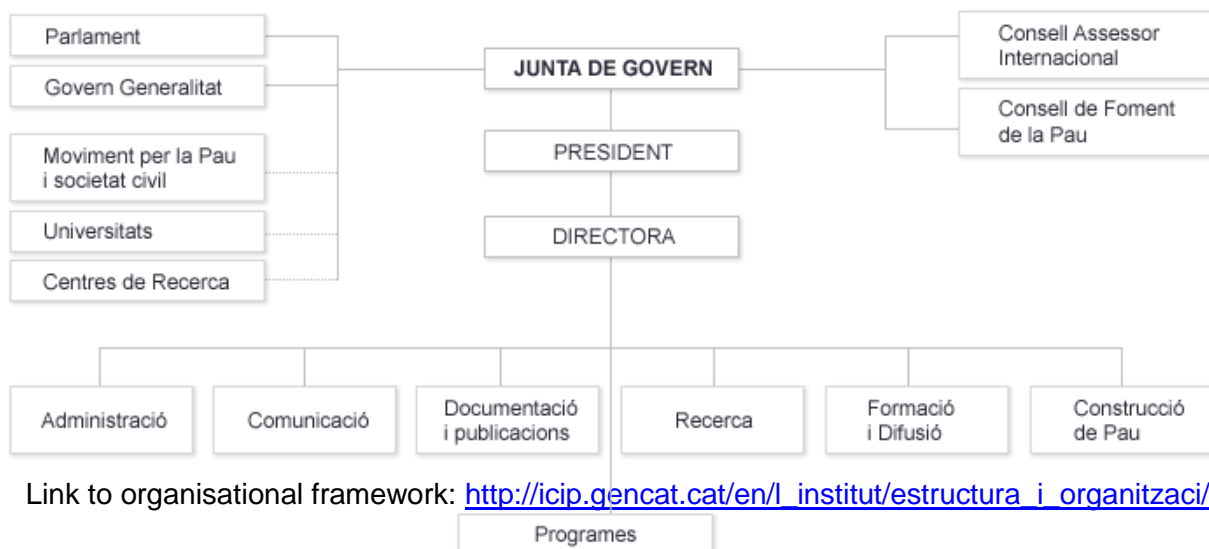 Parlament
Govern Generalitat
Moviment per la Pau
i societat civil
Universitats
Centres de Recerca
JUNTA DE GOVERN
PRESIDENT
DIRECTORA
Consell Assessor
Internacional
Consell de Foment
de la Pau
Administració
Comunicació
Documentació
i publicacions
Recerca
Formació
i Difusió
Construcció
de Pau
Link to organisational framework: http://icip.gencat.cat/en/l_institut/estructura_i_organitzaci/
Programes